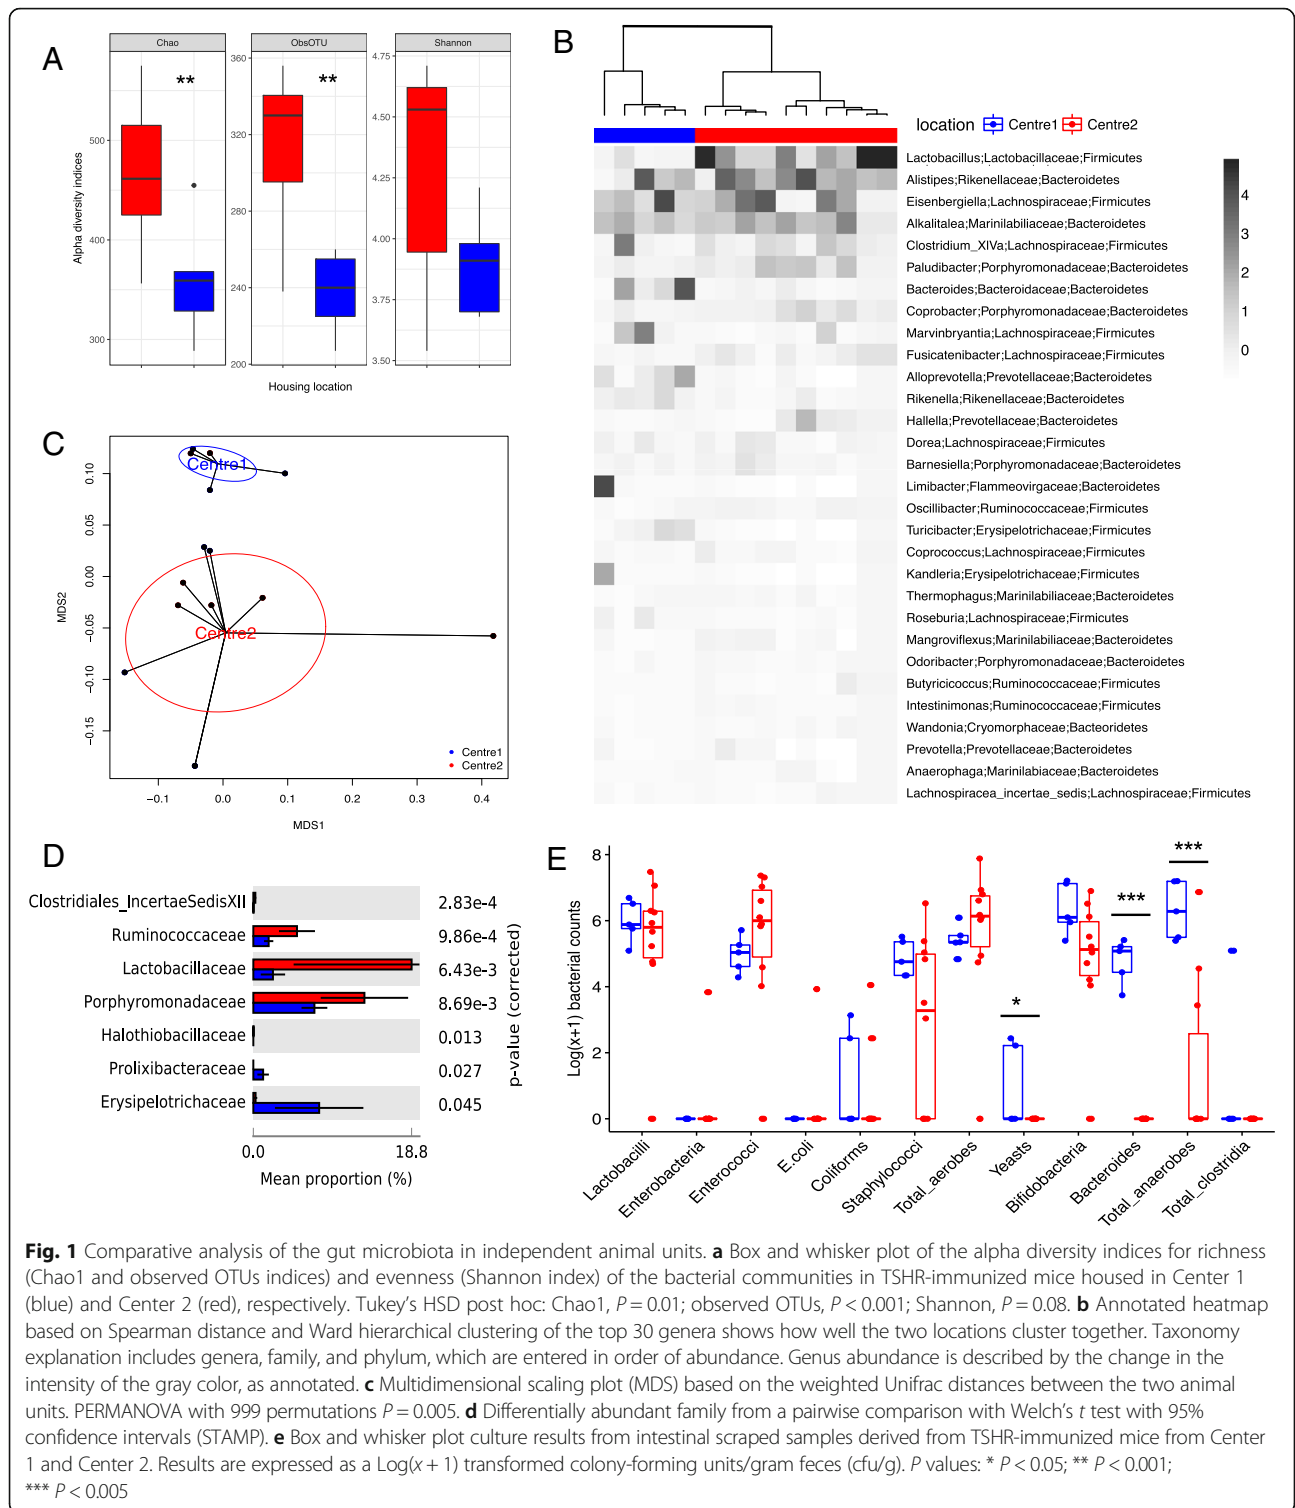 A
Chao
ObsOTU
Shannon
**
**
Alpha diversity indices
500
400
300
360
320
280
240
200
4.75
4.50
4.25
4.00
3.75
3.50
Housing location
B
location Centre1 Centre2
Lactobacillus;Lactobacillaceae;Firmicutes
Alistipes;Rikenellaceae;Bacteroidetes
Eisenbergiella;Lachnospiraceae;Firmicutes
Alkalitalea;Marinilabiliaceae;Bacteroidetes
Clostridium_XIVa;Lachnospiraceae;Firmicutes
Paludibacter;Porphyromonadaceae;Bacteroidetes
Bacteroides;Bacteroidaceae;Bacteroidetes
Coprobacter;Porphyromonadaceae;Bacteroidetes
Marvinbryantia;Lachnospiraceae;Firmicutes
Fusicatenibacter;Lachnospiraceae;Firmicutes
Alloprevotella;Prevotellaceae;Bacteroidetes
Rikenella;Rikenellaceae;Bacteroidetes
Hallella;Prevotellaceae;Bacteroidetes
Dorea;Lachnospiraceae;Firmicutes
Barnesiella;Porphyromonadaceae;Bacteroidetes
Limibacter;Flammeovirgaceae;Bacteroidetes
Oscillibacter;Ruminococcaceae;Firmicutes
Turicibacter;Erysipelotrichaceae;Firmicutes
Coprococcus;Lachnospiraceae;Firmicutes
Kandleria;Erysipelotrichaceae;Firmicutes
Thermophagus;Marinilabiliaceae;Bacteroidetes
Roseburia;Lachnospiraceae;Firmicutes
Mangroviflexus;Marinilabiliaceae;Bacteroidetes
Odoribacter;Porphyromonadaceae;Bacteroidetes
Butyricicoccus;Ruminococcaceae;Firmicutes
Intestinimonas;Ruminococcaceae;Firmicutes
Wandonia;Cryomorphaceae;Bacteoridetes
Prevotella;Prevotellaceae;Bacteroidetes
Anaerophaga;Marinilabiaceae;Bacteroidetes
Lachnospiracea_incertae_sedis;Lachnospiraceae;Firmicutes
4
3
2
1
0
C
Centre1
Centre2
MDS2
0.10
0.05
0.00
−0.05
−0.10
−0.15
Centre1
Centre2
−0.1 0.0 0.1 0.2 0.3 0.4
MDS1
D
Clostridiales_IncertaeSedisXII 2.83e-4
Ruminococcaceae 9.86e-4
Lactobacillaceae 6.43e-3
Porphyromonadaceae 8.69e-3
Halothiobacillaceae 0.013
Prolixibacteraceae 0.027
Erysipelotrichaceae 0.045
p-value (corrected)
0.0 18.8
Mean proportion (%)
E
Log(x+1) bacterial counts
8
6
4
2
0
*
***
***
Lactobacilli
Enterobacteria
Enterococci
E.coli
Coliforms
Staphylococci
Total_aerobes
Yeasts
Bifidobacteria
Bacteroides
Total_anaerobes
Total_clostridia
Fig. 1 Comparative analysis of the gut microbiota in independent animal units. a Box and whisker plot of the alpha diversity indices for richness
(Chao1 and observed OTUs indices) and evenness (Shannon index) of the bacterial communities in TSHR-immunized mice housed in Center 1
(blue) and Center 2 (red), respectively. Tukey's HSD post hoc: Chao1, P = 0.01; observed OTUs, P < 0.001; Shannon, P = 0.08. b Annotated heatmap
based on Spearman distance and Ward hierarchical clustering of the top 30 genera shows how well the two locations cluster together. Taxonomy
explanation includes genera, family, and phylum, which are entered in order of abundance. Genus abundance is described by the change in the
intensity of the gray color, as annotated. c Multidimensional scaling plot (MDS) based on the weighted Unifrac distances between the two animal
units. PERMANOVA with 999 permutations P = 0.005. d Differentially abundant family from a pairwise comparison with Welch's t test with 95%
confidence intervals (STAMP). e Box and whisker plot culture results from intestinal scraped samples derived from TSHR-immunized mice from Center
1 and Center 2. Results are expressed as a Log(x + 1) transformed colony-forming units/gram feces (cfu/g). P values: * P < 0.05; ** P < 0.001;
*** P < 0.005